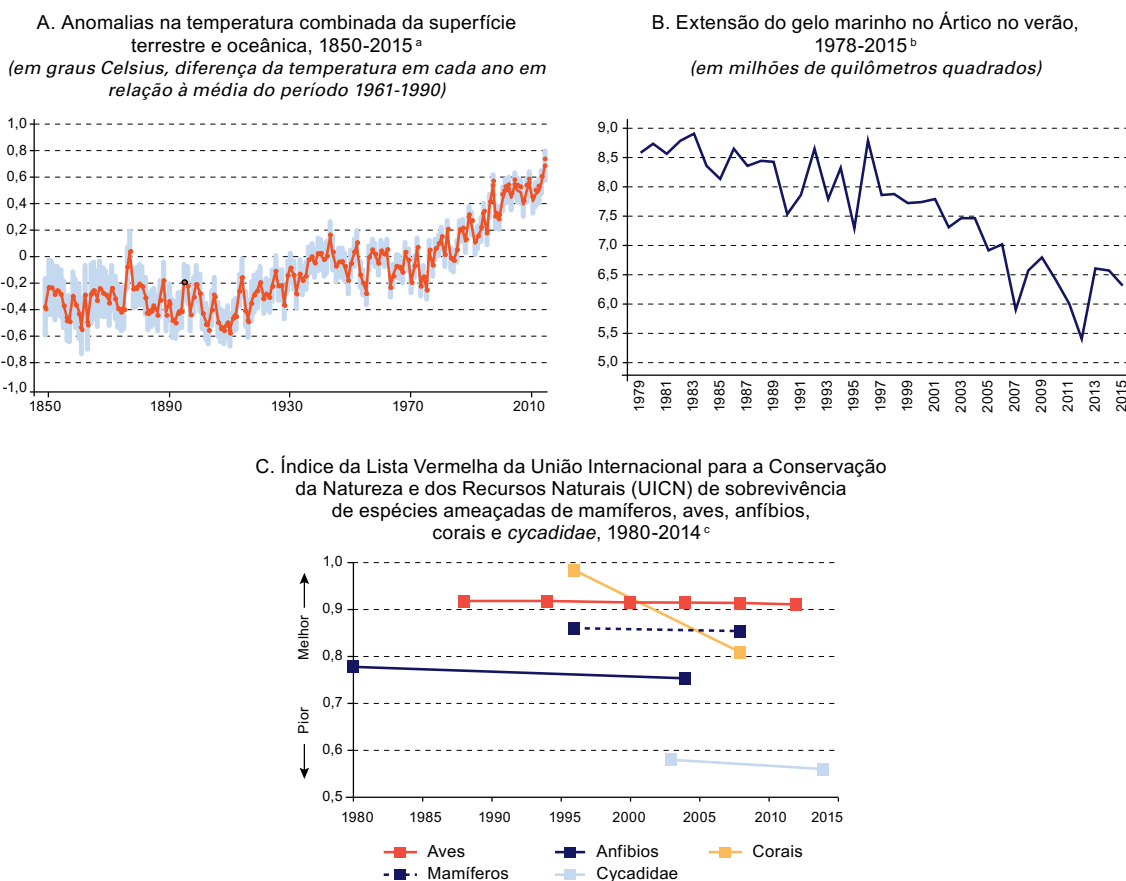 A. Anomalias na temperatura combinada da superfície
terrestre e oceânica, 1850-2015 a
(em graus Celsius, diferença da temperatura em cada ano em
relação à média do período 1961-1990)
1,0
0,8
0,6
0,4
0,2
0
-0,2
-0,4
-0,6
-0,8
-1,0
1850 1890 1930 1970 2010
B. Extensão do gelo marinho no Ártico no verão,
1978-2015 b
(em milhões de quilômetros quadrados)
9,0
8,5
8,0
7,5
7,0
6,5
6,0
5,5
5,0
1979 1981 1983 1985 1987 1989 1991 1993 1995 1997 1999 2001 2003 2005 2007 2009 2011 2013 2015
C. Índice da Lista Vermelha da União Internacional para a Conservação
da Natureza e dos Recursos Naturais (UICN) de sobrevivência
de espécies ameaçadas de mamíferos, aves, anfíbios,
corais e cycadidae, 1980-2014 c
Melhor
Pior
1,0
0,9
0,8
0,7
0,6
0,5
1980 1985 1990 1995 2000 2005 2010 2015
Aves Anfibios Corais
Mamíferos Cycadidae